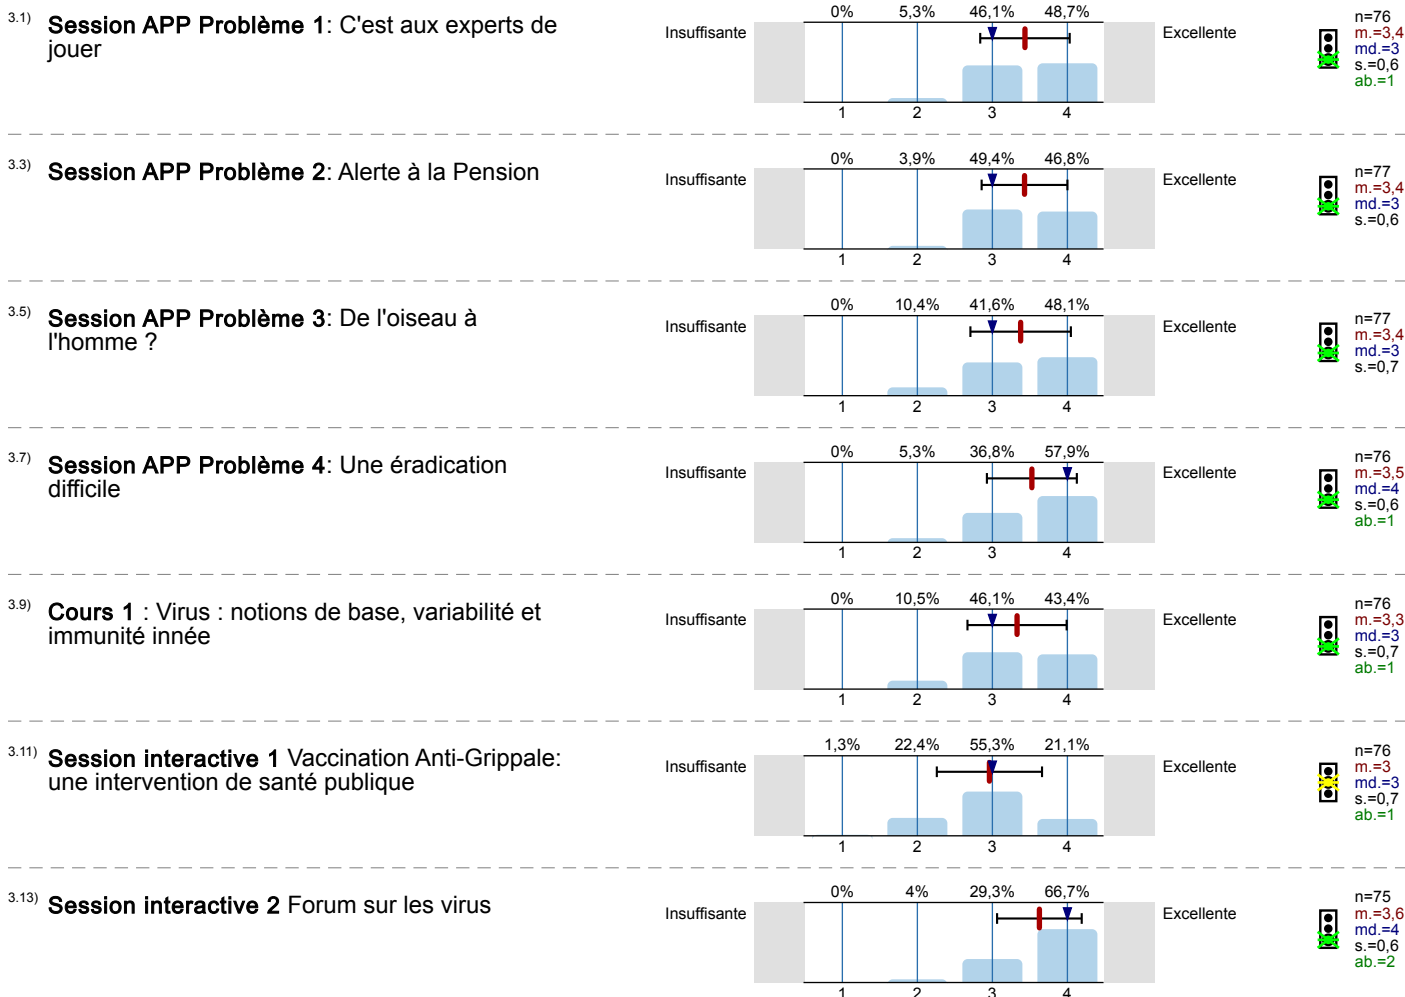 3.1) Session APP Problème 1: C'est aux experts de
jouer
Insuffisante
0% 5,3% 46,1% 48,7%
1 2 3 4
Excellente
n=76
m.=3,4
md.=3
s.=0,6
ab.=1
3.3) Session APP Problème 2: Alerte à la Pension
Insuffisante
0% 3,9% 49,4% 46,8%
1 2 3 4
Excellente
n=77
m.=3,4
md.=3
s.=0,6
3.5) Session APP Problème 3: De l'oiseau à
l'homme ?
Insuffisante
0% 10,4% 41,6% 48,1%
1 2 3 4
Excellente
n=77
m.=3,4
md.=3
s.=0,7
3.7) Session APP Problème 4: Une éradication
difficile
Insuffisante
0% 5,3% 36,8% 57,9%
1 2 3 4
Excellente
n=76
m.=3,5
md.=4
s.=0,6
ab.=1
3.9) Cours 1 : Virus : notions de base, variabilité et
immunité innée
Insuffisante
0% 10,5% 46,1% 43,4%
1 2 3 4
Excellente
n=76
m.=3,3
md.=3
s.=0,7
ab.=1
3.11) Session interactive 1 Vaccination Anti-Grippale:
une intervention de santé publique
Insuffisante
1,3% 22,4% 55,3% 21,1%
1 2 3 4
Excellente
n=76
m.=3
md.=3
s.=0,7
ab.=1
3.13) Session interactive 2 Forum sur les virus
Insuffisante
0% 4% 29,3% 66,7%
1 2 3 4
Excellente
n=75
m.=3,6
md.=4
s.=0,6
ab.=2